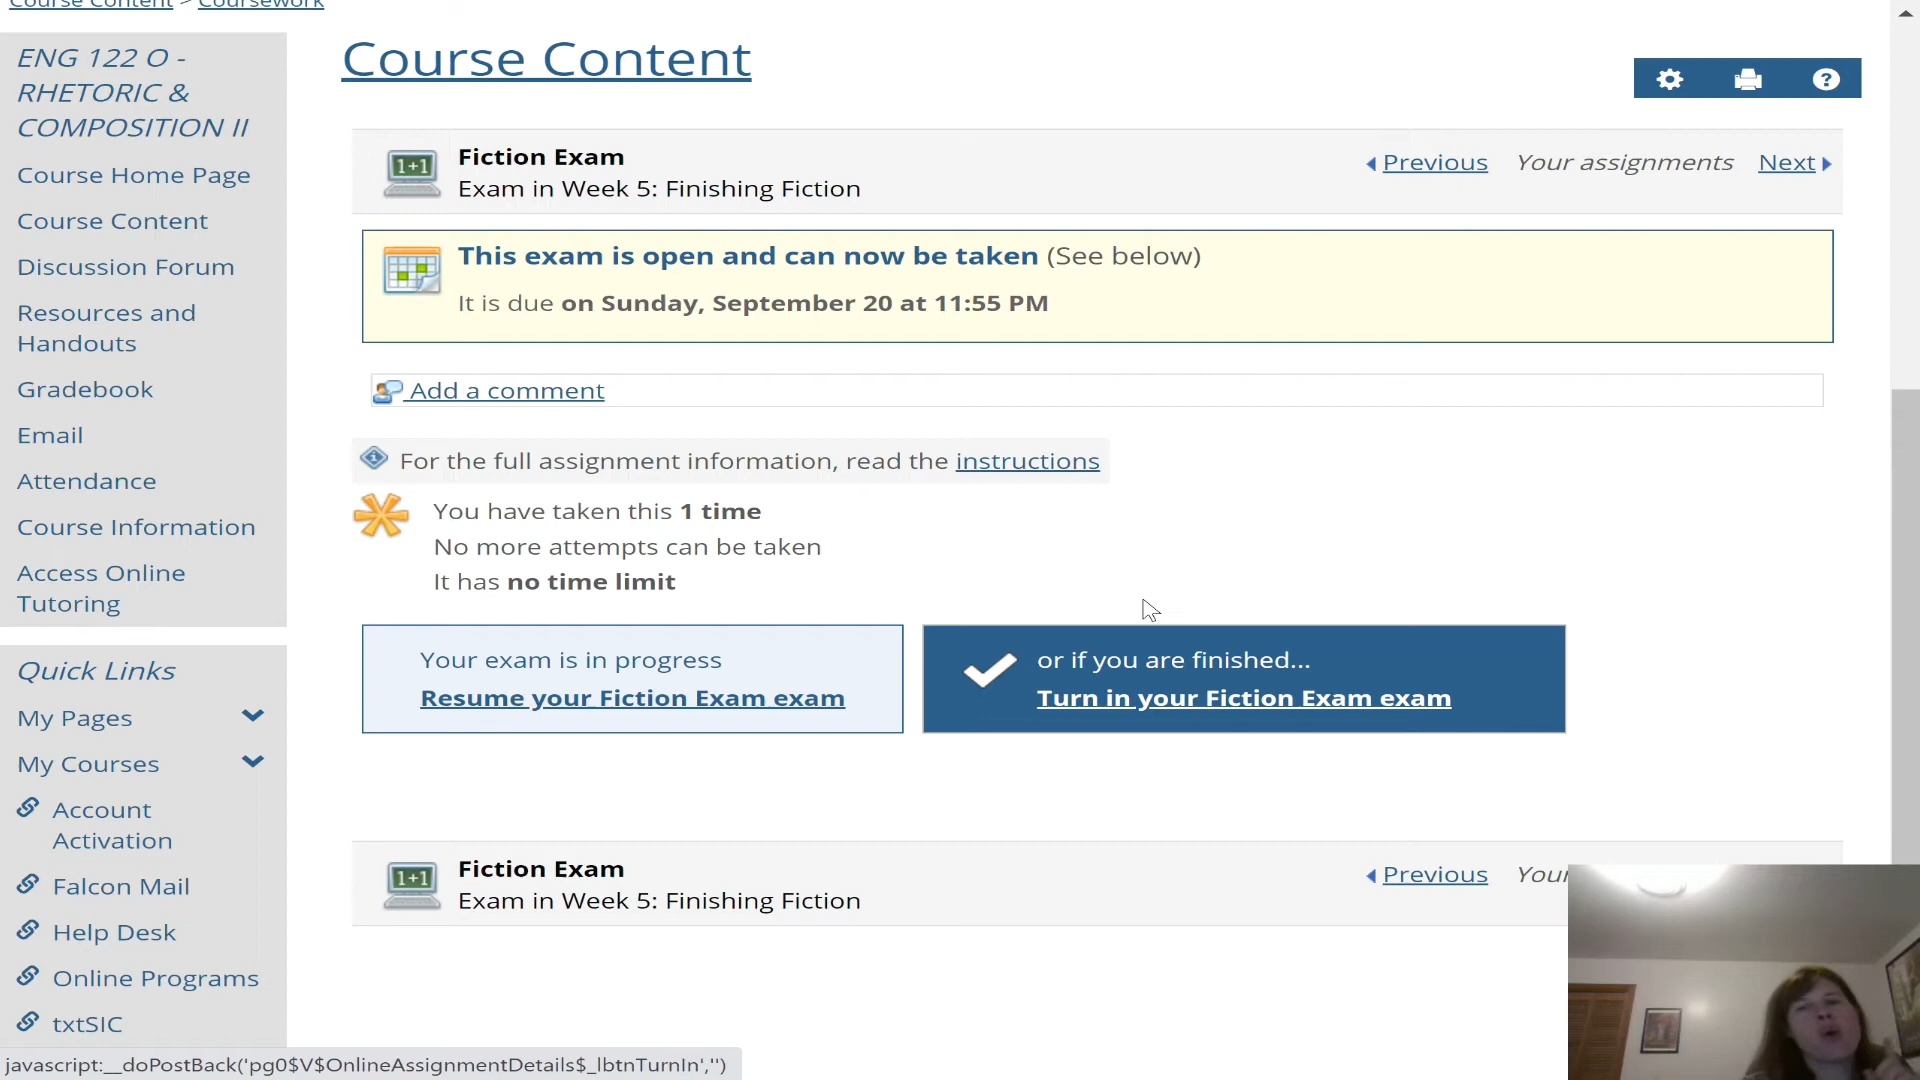 Course Content > Coursework
ENG 122 O -
RHETORIC &
COMPOSITION II
Course Home Page
Course Content
Discussion Forum
Resources and
Handouts
Gradebook
Email
Attendance
Course Information
Access Online
Tutoring
Quick Links
My Pages
My Courses
Account
Activation
Falcon Mail
Help Desk
Online Programs
txtSIC
Course Content
?
1+1
Fiction Exam
Exam in Week 5: Finishing Fiction
Previous Your assignments Next
This exam is open and can now be taken (See below)
It is due on Sunday, September 20 at 11:55 PM
Add a comment
For the full assignment information, read the instructions
You have taken this 1 time
No more attempts can be taken
It has no time limit
Your exam is in progress
Resume your Fiction Exam exam
or if you are finished...
Turn in your Fiction Exam exam
1+1
Fiction Exam
Exam in Week 5: Finishing Fiction
Previous
javascript:__doPostBack('pg0$V$OnlineAssignmentDetails$_lbtnTurnIn','')